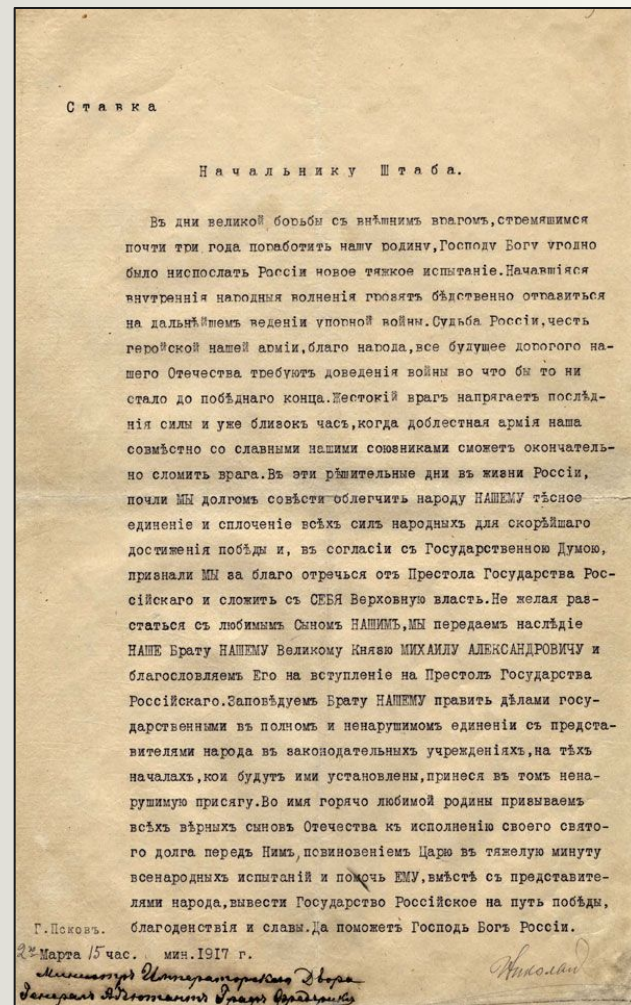 Ставка
Начальнику Штаба.
Въ дни великой борьбы съ внѣшнимъ врагомъ,стремящимся
почти три года поработить нашу родину,Господу Богу угодно
было ниспослать Россіи новое тяжкое испытаніе.Начавшіяся
внутреннія народныя волненія грозятъ бѣдственно отразиться
на дальнѣйшемъ веденіи упорной войны.Судьба Россіи,честь
геройской нашей арміи,благо народа,все будущее дорогого на-
шего Отечества требуютъ доведенія войны во что бы то ни
стало до побѣднаго конца.Жестокій врагъ напрягаетъ послѣд-
нія силы и уже близокъ часъ,когда доблестная армія наша
совмѣстно со славными нашими союзниками сможетъ окончатель-
но сломить врага.Въ эти рѣшительные дни въ жизни Россіи,
почли МЫ долгомъ совѣсти облегчить народу НАШЕМУ тѣсное
единеніе и сплоченіе всѣхъ силъ народныхъ для скорѣйшаго
достиженія побѣды и, въ согласіи съ Государственною Думою,
признали МЫ за благо отречься отъ Престола Государства Рос-
сійскаго и сложить съ СЕБЯ Верховную власть.Не желая раз-
статься съ любимымъ Сыномъ НАШИМЪ,МЫ передаемъ наслѣдіе
НАШЕ Брату НАШЕМУ Великому Князю МИХАИЛУ АЛЕКСАНДРОВИЧУ и
благословляемъ Его на вступленіе на Престолъ Государства
Россійскаго.Заповѣдуемъ Брату НАШЕМУ править дѣлами госу-
дарственными въ полномъ и ненарушимомъ единеніи съ предста-
вителями народа въ законодательныхъ учрежденіяхъ,на тѣхъ
началахъ,кои будутъ ими установлены,принеся въ томъ нена-
рушимую присягу.Во имя горячо любимой родины призываемъ
всѣхъ вѣрныхъ сыновъ Отечества къ исполненію своего свято-
го долга передъ Нимъ,повиновеніемъ Царю въ тяжелую минуту
всенародныхъ испытаній и помочь ЕМУ,вмѣстѣ съ представите-
лями народа,вывести Государство Россійское на путь побѣды,
благоденствія и славы.Да поможетъ Господь Богъ Россіи.
Г.Псковъ.
2го Марта 15 час. мин.1917 г.
Николай
Министръ Императорскаго Двора
Генералъ Адъютантъ Графъ Фредериксъ